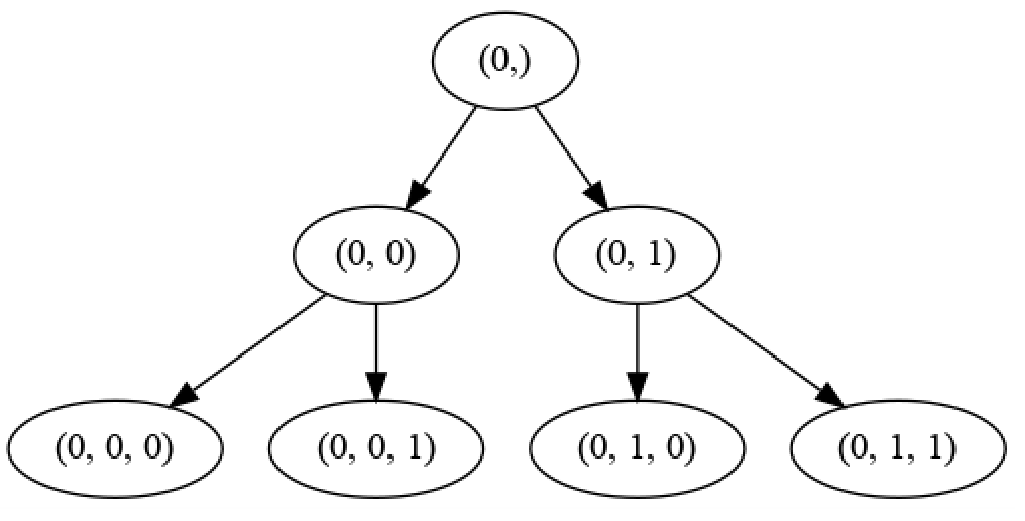 (0,)
(0, 0)
(0, 1)
(0, 0, 0)
(0, 0, 1)
(0, 1, 0)
(0, 1, 1)